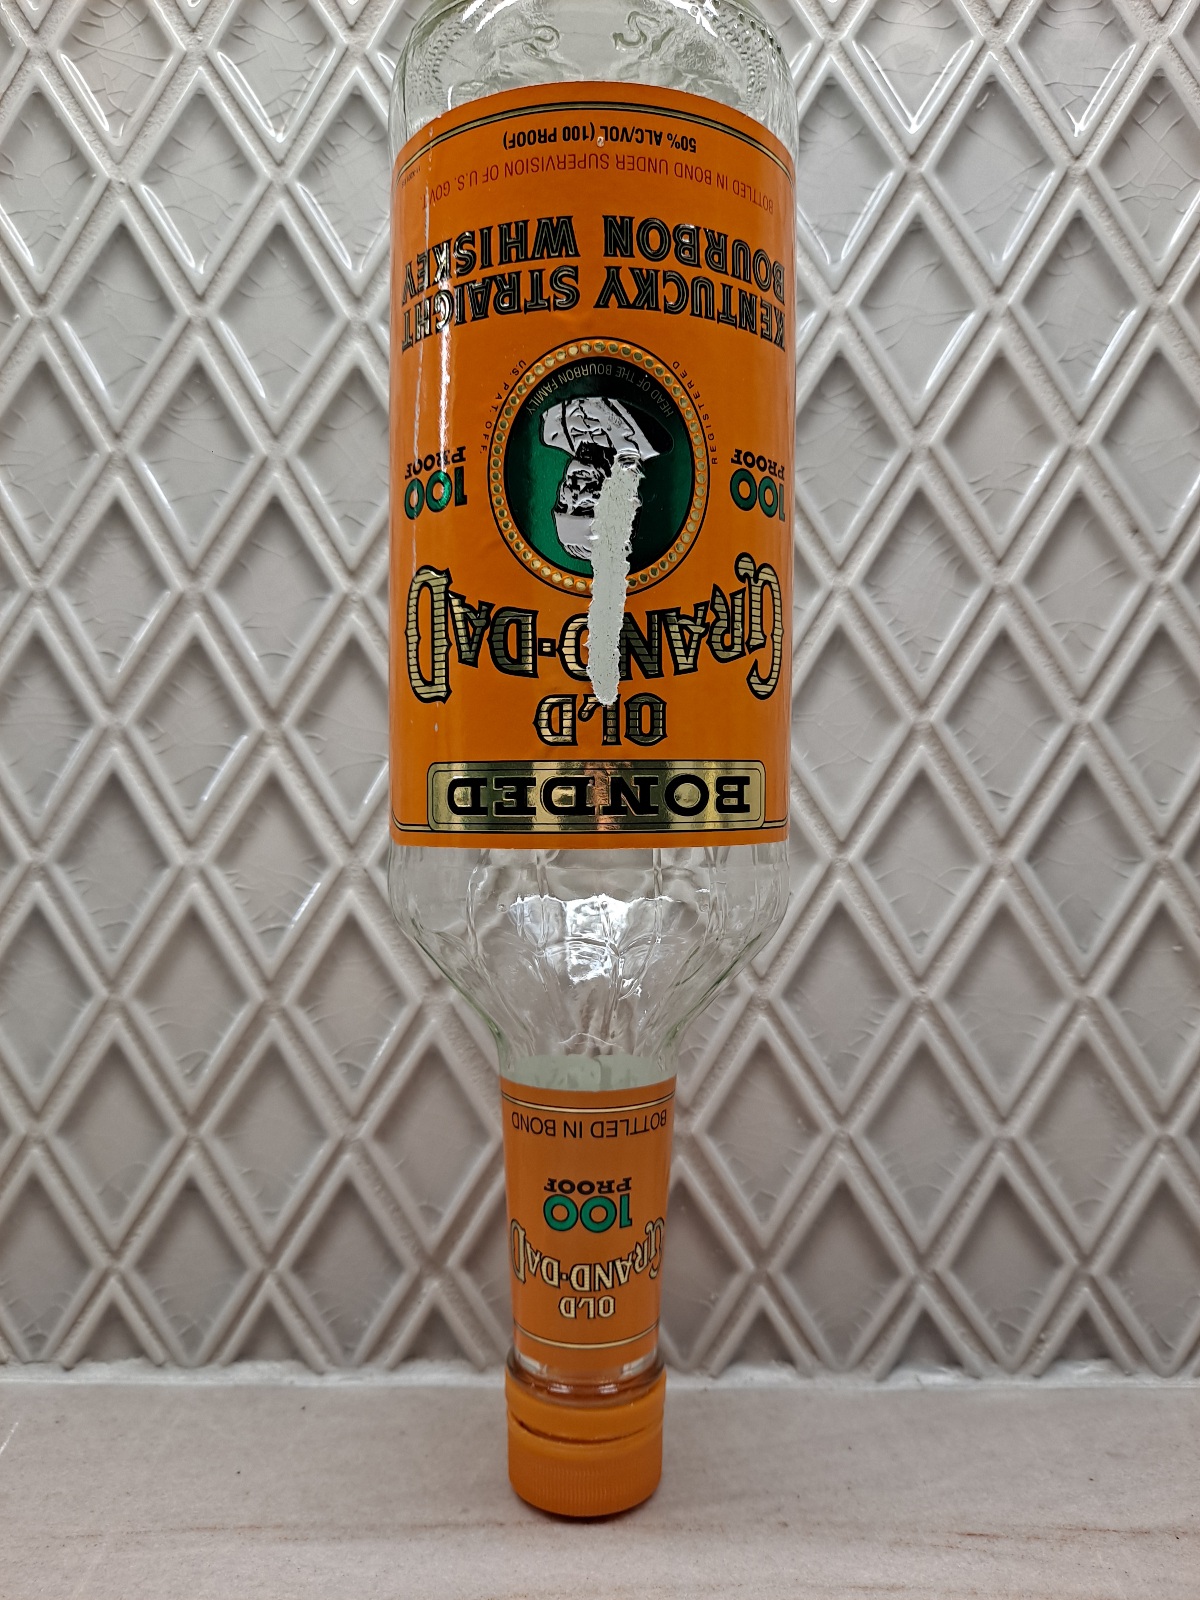 BONDED
OLD
GRAND-DAD
100
PROOF
100
PROOF
REGISTERED
U.S. PAT. OFF.
HEAD OF THE BOURBON FAMILY
KENTUCKY STRAIGHT
BOURBON WHISKEY
BOTTLED IN BOND UNDER SUPERVISION OF U.S. GOV'T.
50% ALC/VOL (100 PROOF)
OLD
GRAND-DAD
100
PROOF
BOTTLED IN BOND